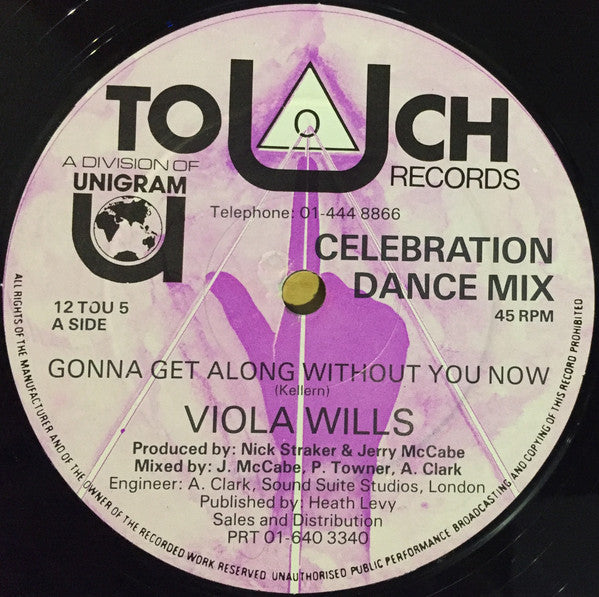 TOUCH
RECORDS
A DIVISION OF
UNIGRAM
Telephone: 01-444 8866
CELEBRATION
DANCE MIX
12 TOU 5
A SIDE
45 RPM
GONNA GET ALONG WITHOUT YOU NOW
(Kellern)
VIOLA WILLS
Produced by: Nick Straker & Jerry McCabe
Mixed by: J. McCabe, P. Towner, A. Clark
Engineer: A. Clark, Sound Suite Studios, London
Published by: Heath Levy
Sales and Distribution
PRT 01-640 3340
ALL RIGHTS OF THE MANUFACTURER AND OF THE OWNER OF THE RECORDED WORK RESERVED UNAUTHORISED PUBLIC PERFORMANCE BROADCASTING AND COPYING OF THIS RECORD PROHIBITED